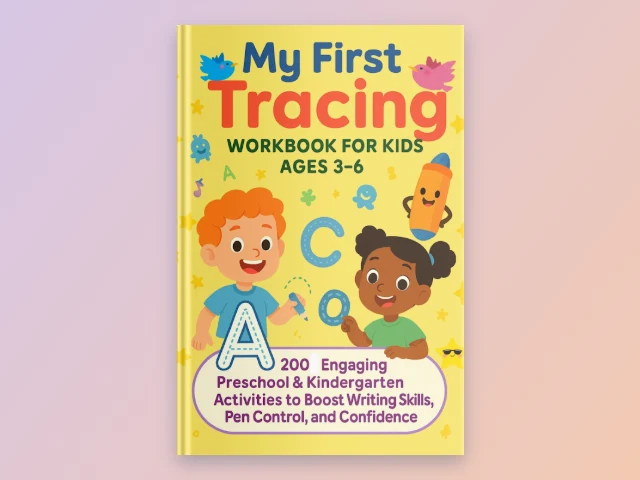 My First
Tracing
WORKBOOK FOR KIDS
AGES 3–6
A
C
O
A
200 Engaging
Preschool & Kindergarten
Activities to Boost Writing Skills,
Pen Control, and Confidence